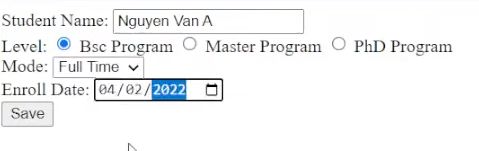 Student Name: Nguyen Van A
Level: Bsc Program Master Program PhD Program
Mode: Full Time
Enroll Date: 04/02/2022
Save